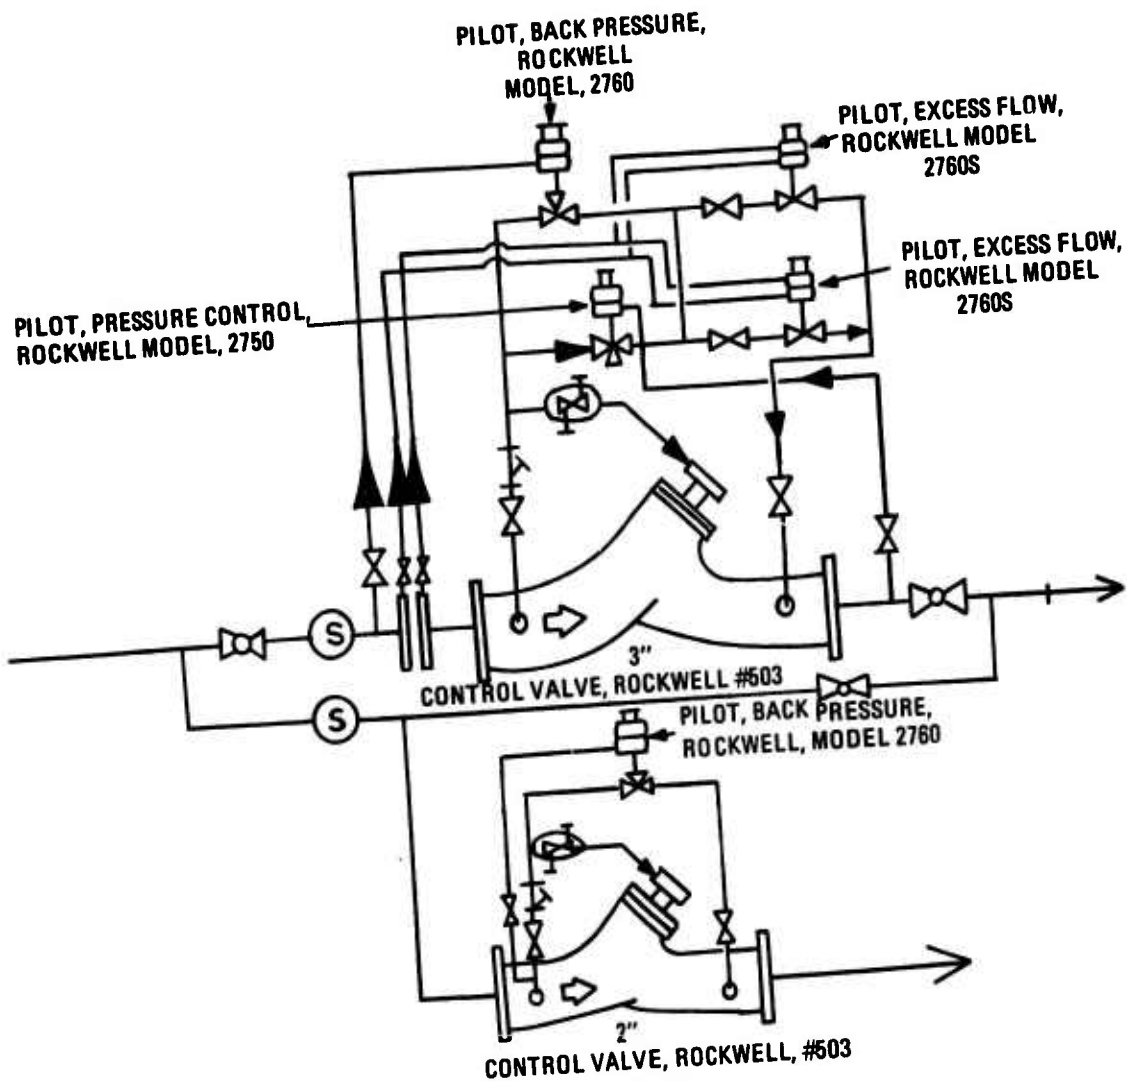 PILOT, BACK PRESSURE,
ROCKWELL
MODEL, 2760
PILOT, EXCESS FLOW,
ROCKWELL MODEL
2760S
PILOT, EXCESS FLOW,
ROCKWELL MODEL
2760S
PILOT, PRESSURE CONTROL,
ROCKWELL MODEL, 2750
S
3"
CONTROL VALVE, ROCKWELL #503
S
PILOT, BACK PRESSURE,
ROCKWELL, MODEL 2760
2"
CONTROL VALVE, ROCKWELL, #503